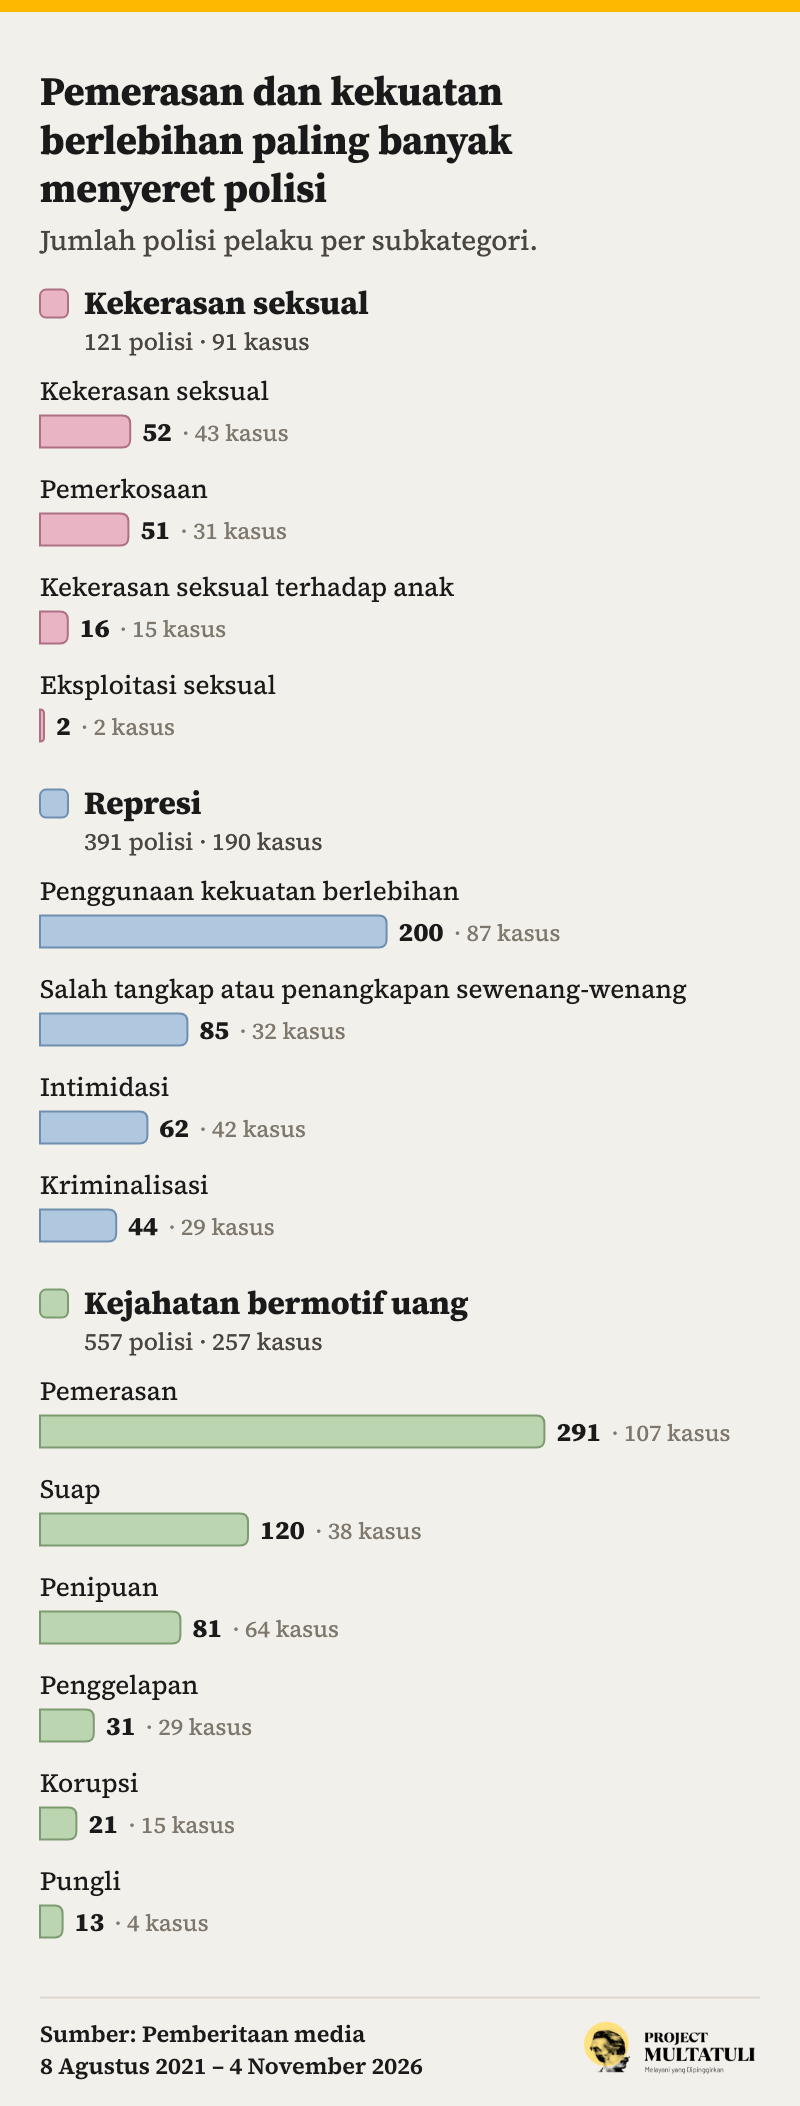 Pemerasan dan kekuatan
berlebihan paling banyak
menyeret polisi
Jumlah polisi pelaku per subkategori.
Kekerasan seksual
121 polisi · 91 kasus
Kekerasan seksual
52 · 43 kasus
Pemerkosaan
51 · 31 kasus
Kekerasan seksual terhadap anak
16 · 15 kasus
Eksploitasi seksual
2 · 2 kasus
Represi
391 polisi · 190 kasus
Penggunaan kekuatan berlebihan
200 · 87 kasus
Salah tangkap atau penangkapan sewenang-wenang
85 · 32 kasus
Intimidasi
62 · 42 kasus
Kriminalisasi
44 · 29 kasus
Kejahatan bermotif uang
557 polisi · 257 kasus
Pemerasan
291 · 107 kasus
Suap
120 · 38 kasus
Penipuan
81 · 64 kasus
Penggelapan
31 · 29 kasus
Korupsi
21 · 15 kasus
Pungli
13 · 4 kasus
Sumber: Pemberitaan media
8 Agustus 2021 – 4 November 2026
PROJECT
MULTATULI
Melayani yang Dipinggirkan